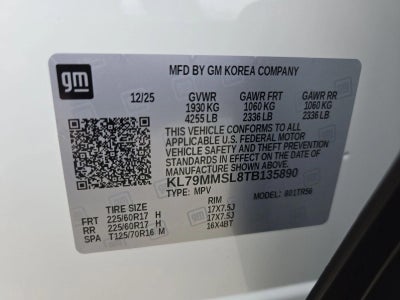 gm
MFD BY GM KOREA COMPANY
12/25 GVWR GAWR FRT GAWR RR
1930 KG 1060 KG 1060 KG
4255 LB 2336 LB 2336 LB
THIS VEHICLE CONFORMS TO ALL
APPLICABLE U.S. FEDERAL MOTOR
VEHICLE SAFETY AND THEFT PREVENTION
STANDARDS IN EFFECT ON THE DATE OF
MANUFACTURE SHOWN ABOVE.
KL79MMSL8TB135890
TYPE: MPV 901TR56
TIRE SIZE RIM
FRT 225/60R17 H 17X7.5J
RR 225/60R17 H 17X7.5J
SPA T125/70R16 M 16X4BT